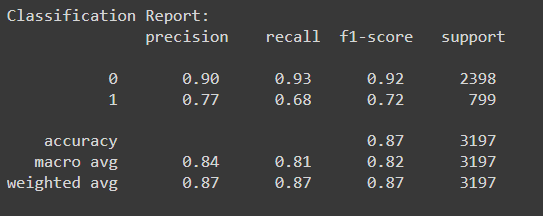 Classification Report:
precision recall f1-score support
0 0.90 0.93 0.92 2398
1 0.77 0.68 0.72 799
accuracy 0.87 3197
macro avg 0.84 0.81 0.82 3197
weighted avg 0.87 0.87 0.87 3197